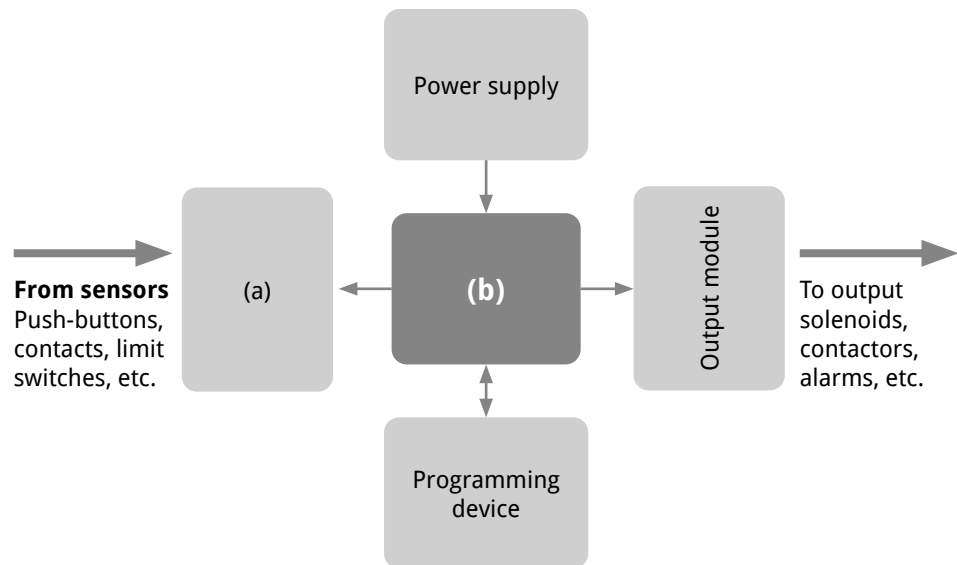 Power supply
From sensors
Push-buttons,
contacts, limit
switches, etc.
(a)
(b)
Output module
To output
solenoids,
contactors,
alarms, etc.
Programming
device